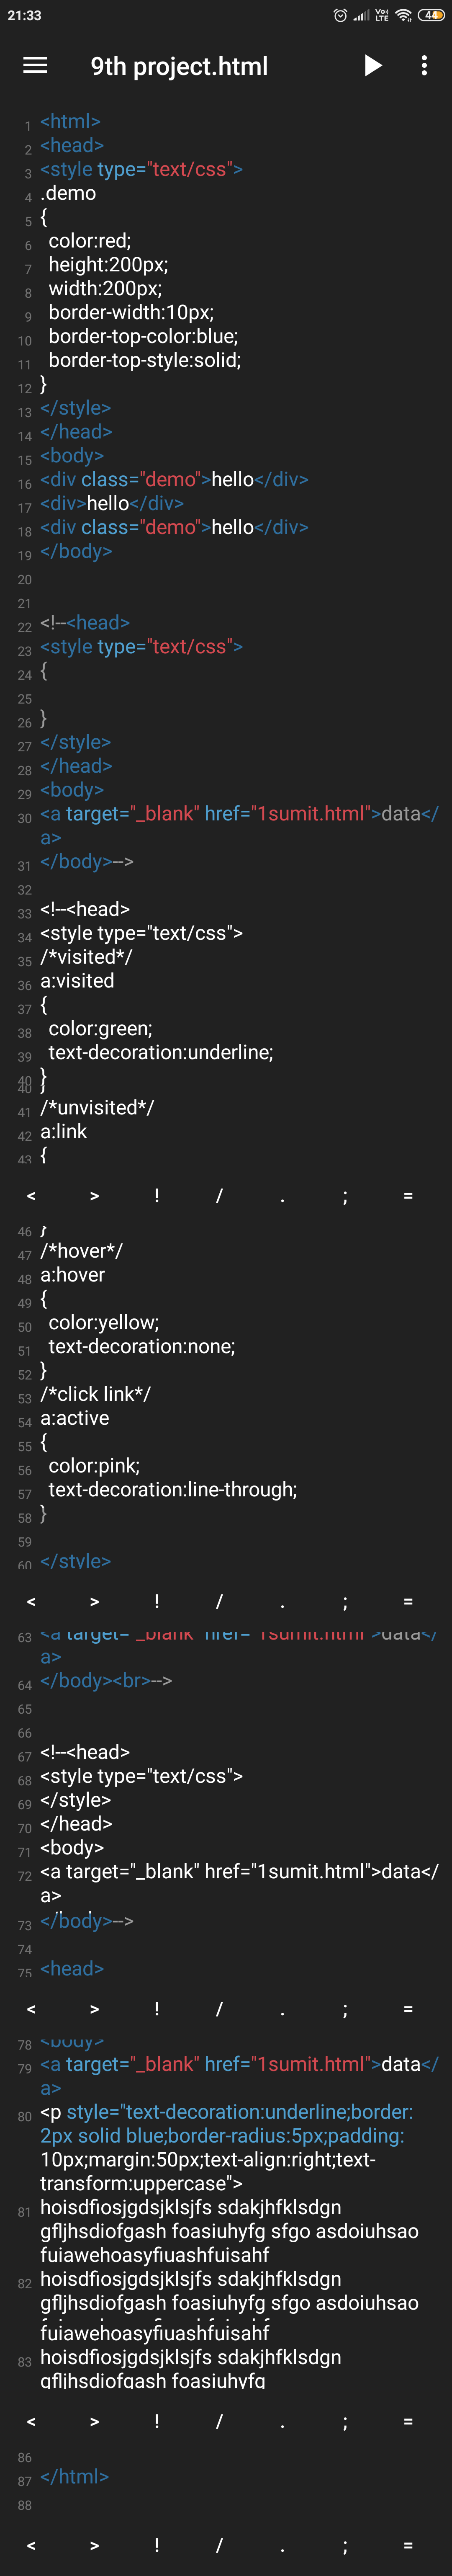 21:33
Vo)) LTE
44
9th project.html
1 <html>
2 <head>
3 <style type="text/css">
4 .demo
5 {
6 color:red;
7 height:200px;
8 width:200px;
9 border-width:10px;
10 border-top-color:blue;
11 border-top-style:solid;
12 }
13 </style>
14 </head>
15 <body>
16 <div class="demo">hello</div>
17 <div>hello</div>
18 <div class="demo">hello</div>
19 </body>
20
21
22 <!--<head>
23 <style type="text/css">
24 {
25
26 }
27 </style>
28 </head>
29 <body>
30 <a target="_blank" href="1sumit.html">data</
a>
31 </body>-->
32
33 <!--<head>
34 <style type="text/css">
35 /*visited*/
36 a:visited
37 {
38 color:green;
39 text-decoration:underline;
40 }
40 }
41 /*unvisited*/
42 a:link
43 {
< > ! / . ; =
46 }
47 /*hover*/
48 a:hover
49 {
50 color:yellow;
51 text-decoration:none;
52 }
53 /*click link*/
54 a:active
55 {
56 color:pink;
57 text-decoration:line-through;
58 }
59
60 </style>
< > ! / . ; =
63 <a target="_blank" href="1sumit.html">data</
a>
64 </body><br>-->
65
66
67 <!--<head>
68 <style type="text/css">
69 </style>
70 </head>
71 <body>
72 <a target="_blank" href="1sumit.html">data</
a>
73 </body>-->
74
75 <head>
< > ! / . ; =
78 <body>
79 <a target="_blank" href="1sumit.html">data</
a>
80 <p style="text-decoration:underline;border:
2px solid blue;border-radius:5px;padding:
10px;margin:50px;text-align:right;text-
transform:uppercase">
81 hoisdfiosjgdsjklsjfs sdakjhfklsdgn
gfljhsdiofgash foasiuhyfg sfgo asdoiuhsao
fuiawehoasyfiuashfuisahf
82 hoisdfiosjgdsjklsjfs sdakjhfklsdgn
gfljhsdiofgash foasiuhyfg sfgo asdoiuhsao
fuiawehoasyfiuashfuisahf
83 hoisdfiosjgdsjklsjfs sdakjhfklsdgn
gfljhsdiofgash foasiuhyfg
< > ! / . ; =
86
87 </html>
88
< > ! / . ; =